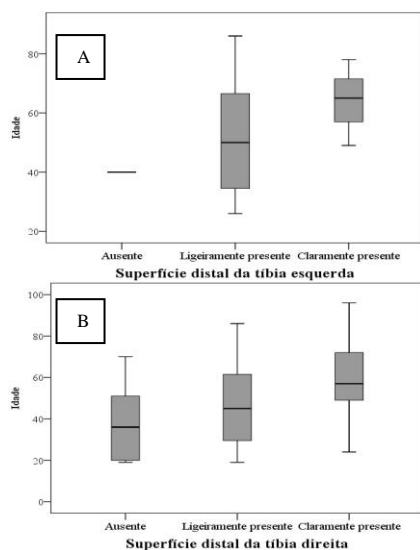 A
80
60
40
20
Idade
Ausente Ligeiramente presente Claramente presente
Superfície distal da tíbia esquerda
B
100
80
60
40
20
0
Idade
Ausente Ligeiramente presente Claramente presente
Superfície distal da tíbia direita